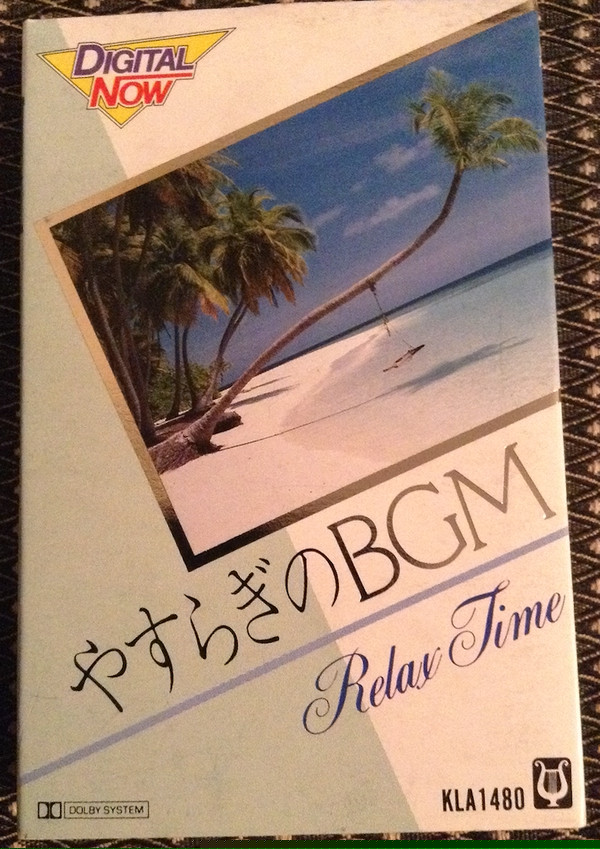 DIGITAL
NOW
やすらぎのBGM
Relax Time
DOLBY SYSTEM
KLA1480